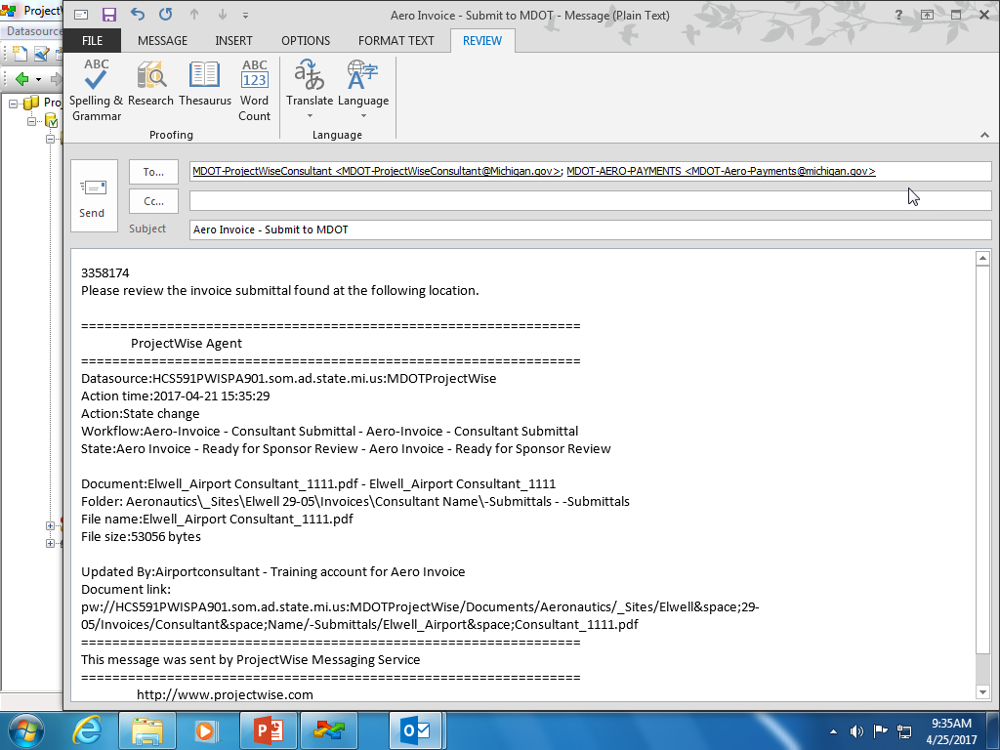 ProjectW
Aero Invoice - Submit to MDOT - Message (Plain Text)
?
Datasource
FILE MESSAGE INSERT OPTIONS FORMAT TEXT REVIEW
ABC
Spelling & Grammar
Research
Thesaurus
ABC
123
Word Count
Translate
Language
Proofing
Language
Proj
Send
To...
MDOT-ProjectWiseConsultant <MDOT-ProjectWiseConsultant@Michigan.gov>; MDOT-AERO-PAYMENTS <MDOT-Aero-Payments@michigan.gov>
Cc...
Subject
Aero Invoice - Submit to MDOT
3358174
Please review the invoice submittal found at the following location.
================================================================
ProjectWise Agent
================================================================
Datasource:HCS591PWISPA901.som.ad.state.mi.us:MDOTProjectWise
Action time:2017-04-21 15:35:29
Action:State change
Workflow:Aero-Invoice - Consultant Submittal - Aero-Invoice - Consultant Submittal
State:Aero Invoice - Ready for Sponsor Review - Aero Invoice - Ready for Sponsor Review
Document:Elwell_Airport Consultant_1111.pdf - Elwell_Airport Consultant_1111
Folder: Aeronautics\_Sites\Elwell 29-05\Invoices\Consultant Name\-Submittals - -Submittals
File name:Elwell_Airport Consultant_1111.pdf
File size:53056 bytes
Updated By:Airportconsultant - Training account for Aero Invoice
Document link:
pw://HCS591PWISPA901.som.ad.state.mi.us:MDOTProjectWise/Documents/Aeronautics/_Sites/Elwell&space;29-
05/Invoices/Consultant&space;Name/-Submittals/Elwell_Airport&space;Consultant_1111.pdf
================================================================
This message was sent by ProjectWise Messaging Service
================================================================
http://www.projectwise.com
9:35AM
4/25/2017